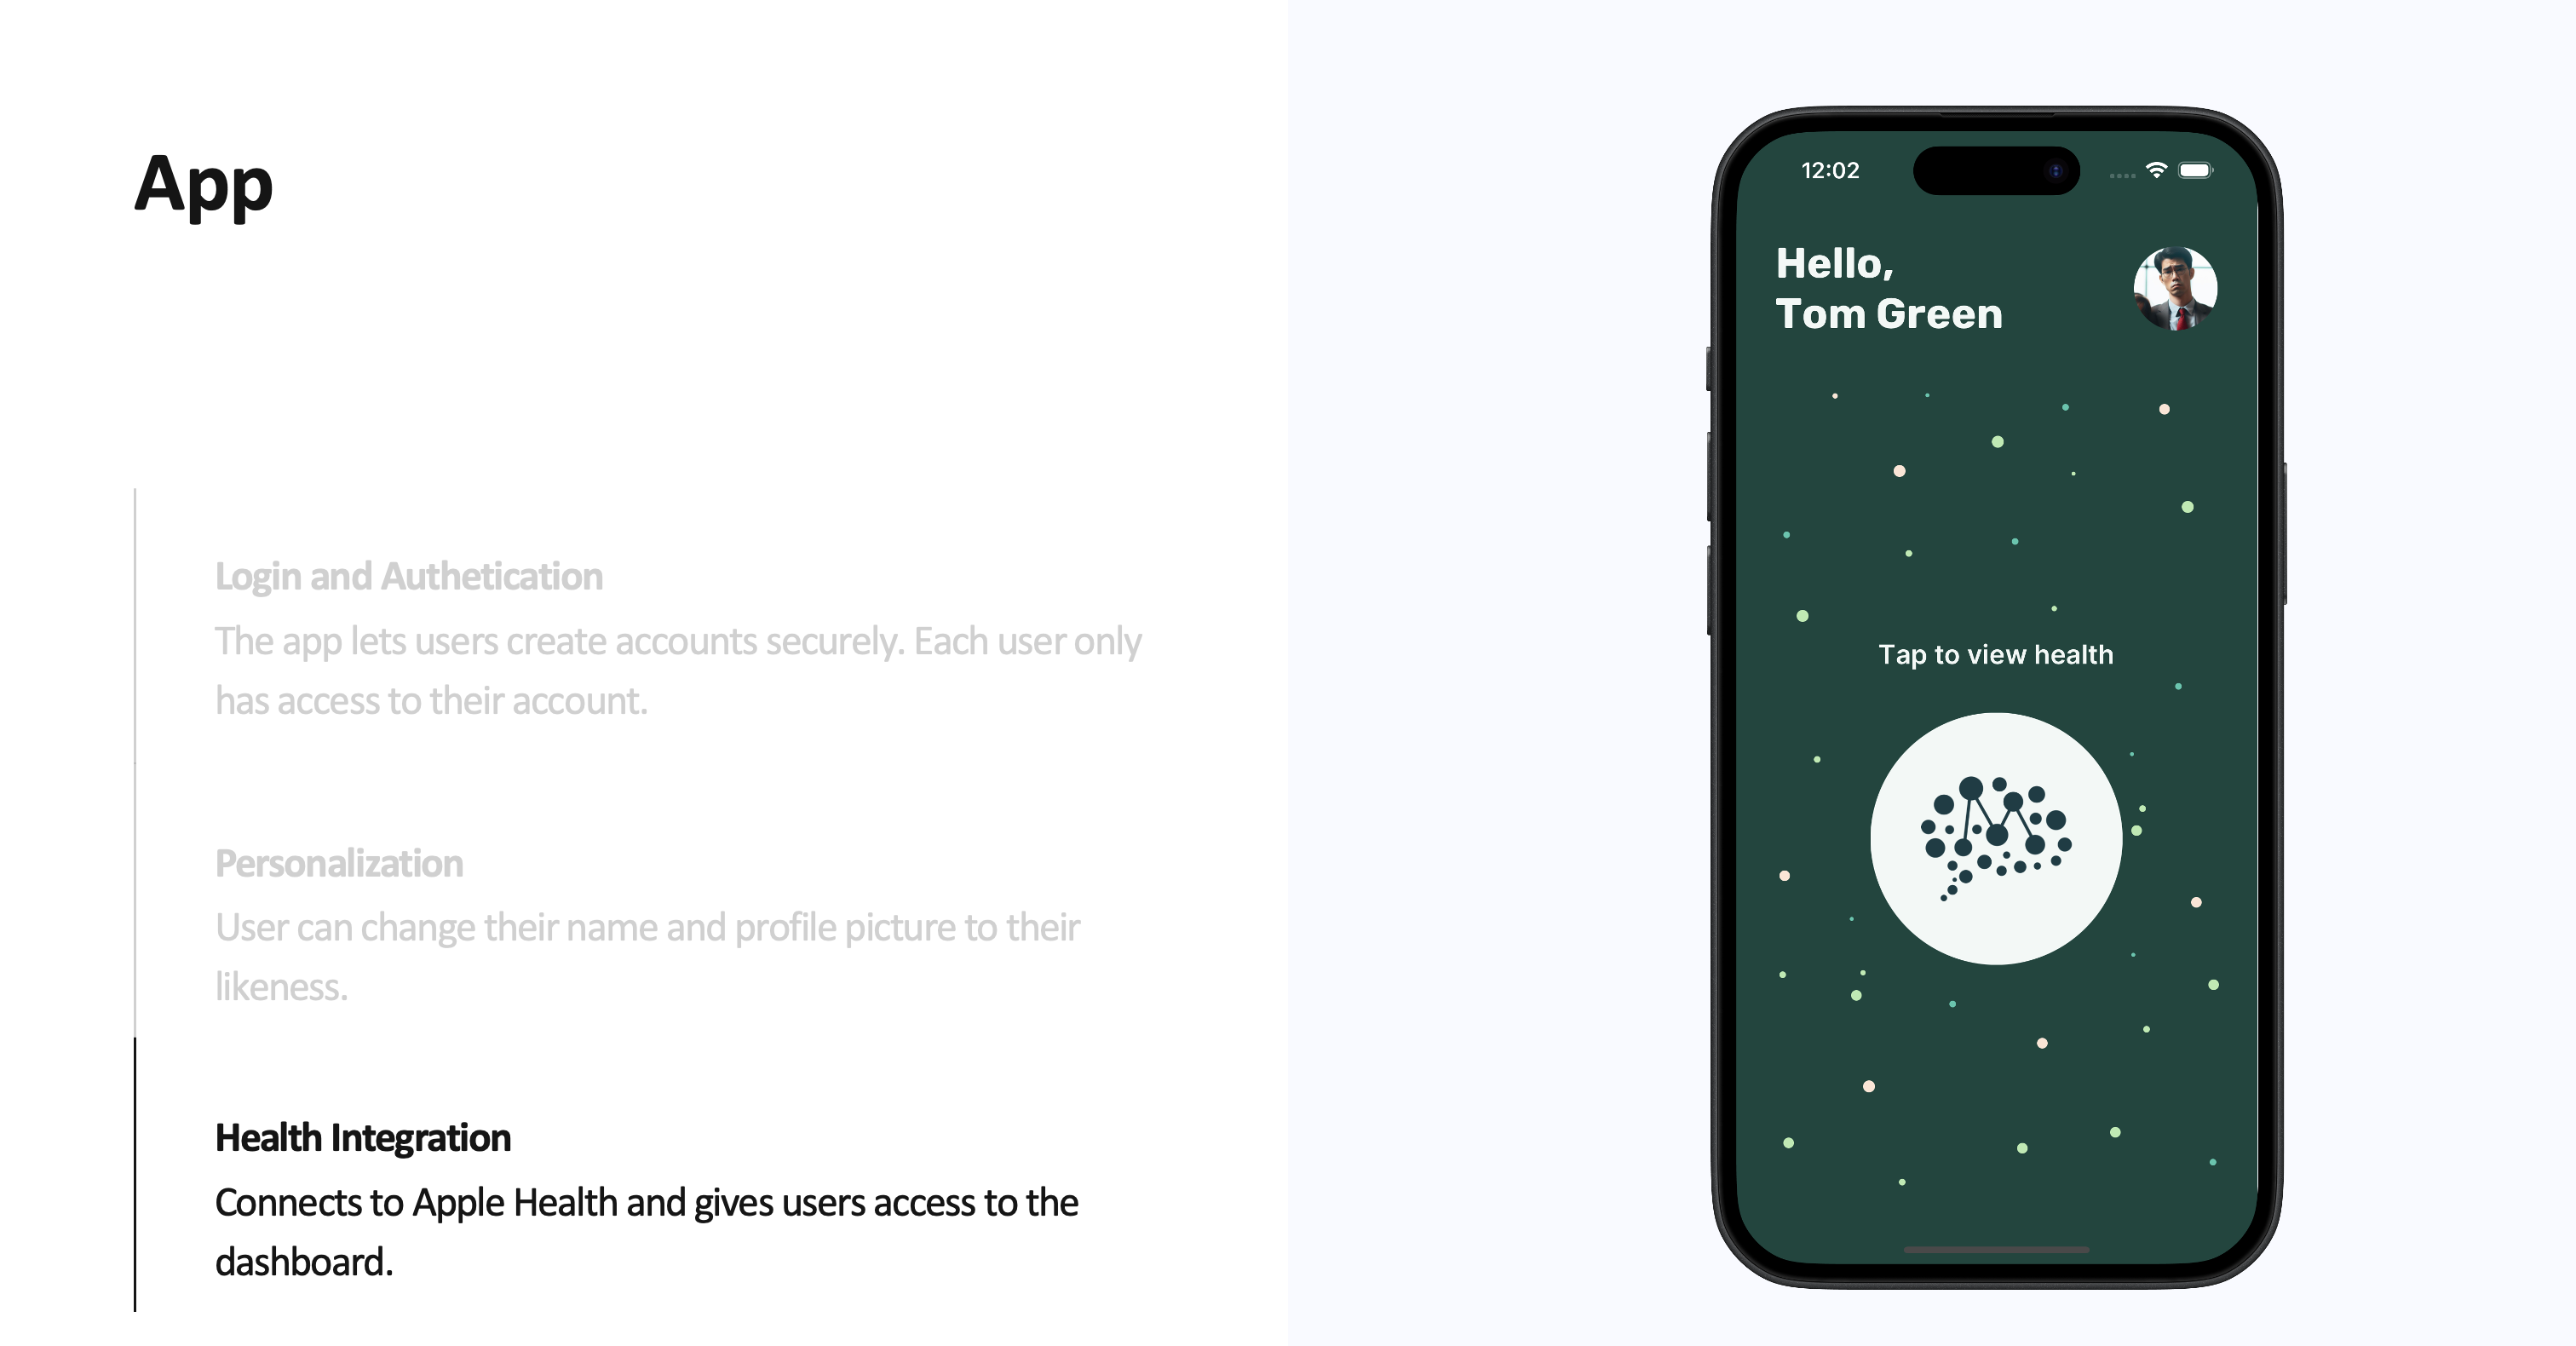 App
Login and Authetication
The app lets users create accounts securely. Each user only
has access to their account.
Personalization
User can change their name and profile picture to their
likeness.
Health Integration
Connects to Apple Health and gives users access to the
dashboard.
12:02
Hello,
Tom Green
Tap to view health